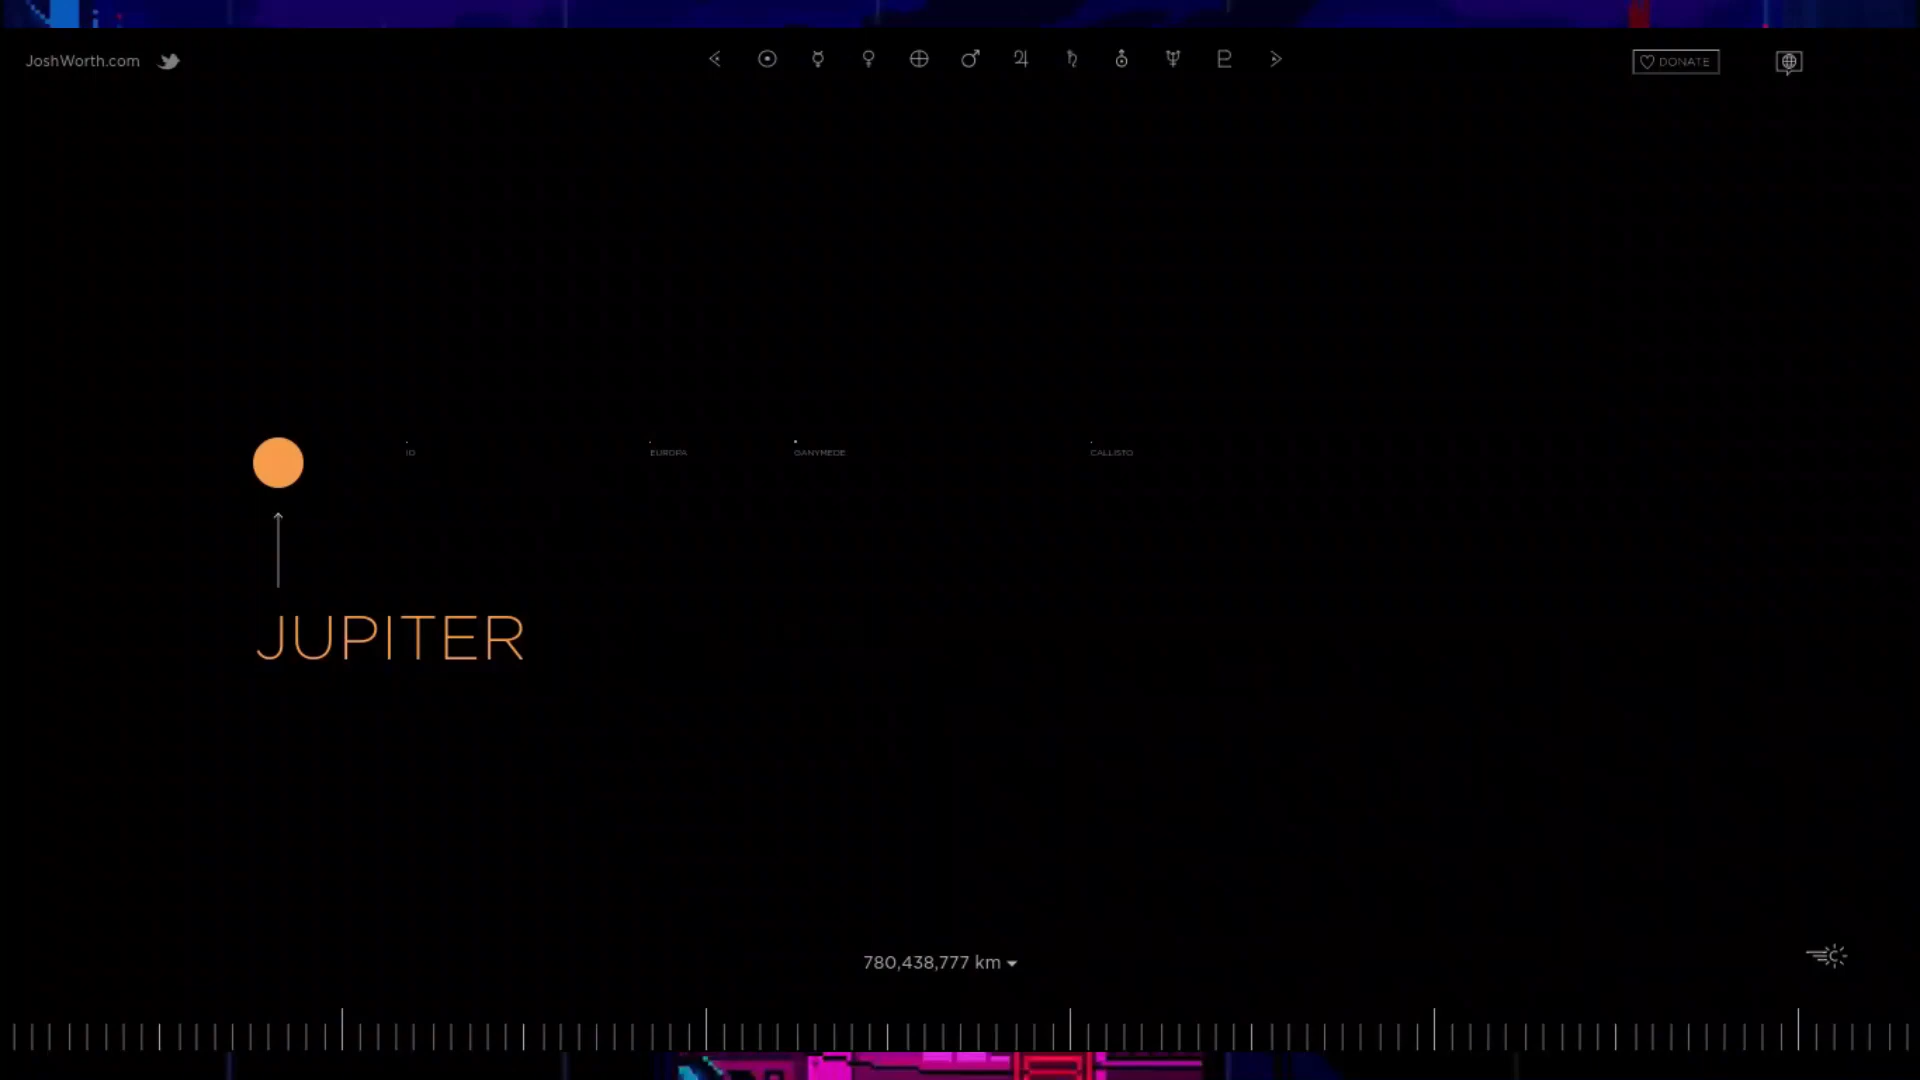 JoshWorth.com
DONATE
IO
EUROPA
GANYMEDE
CALLISTO
JUPITER
780,438,777 km